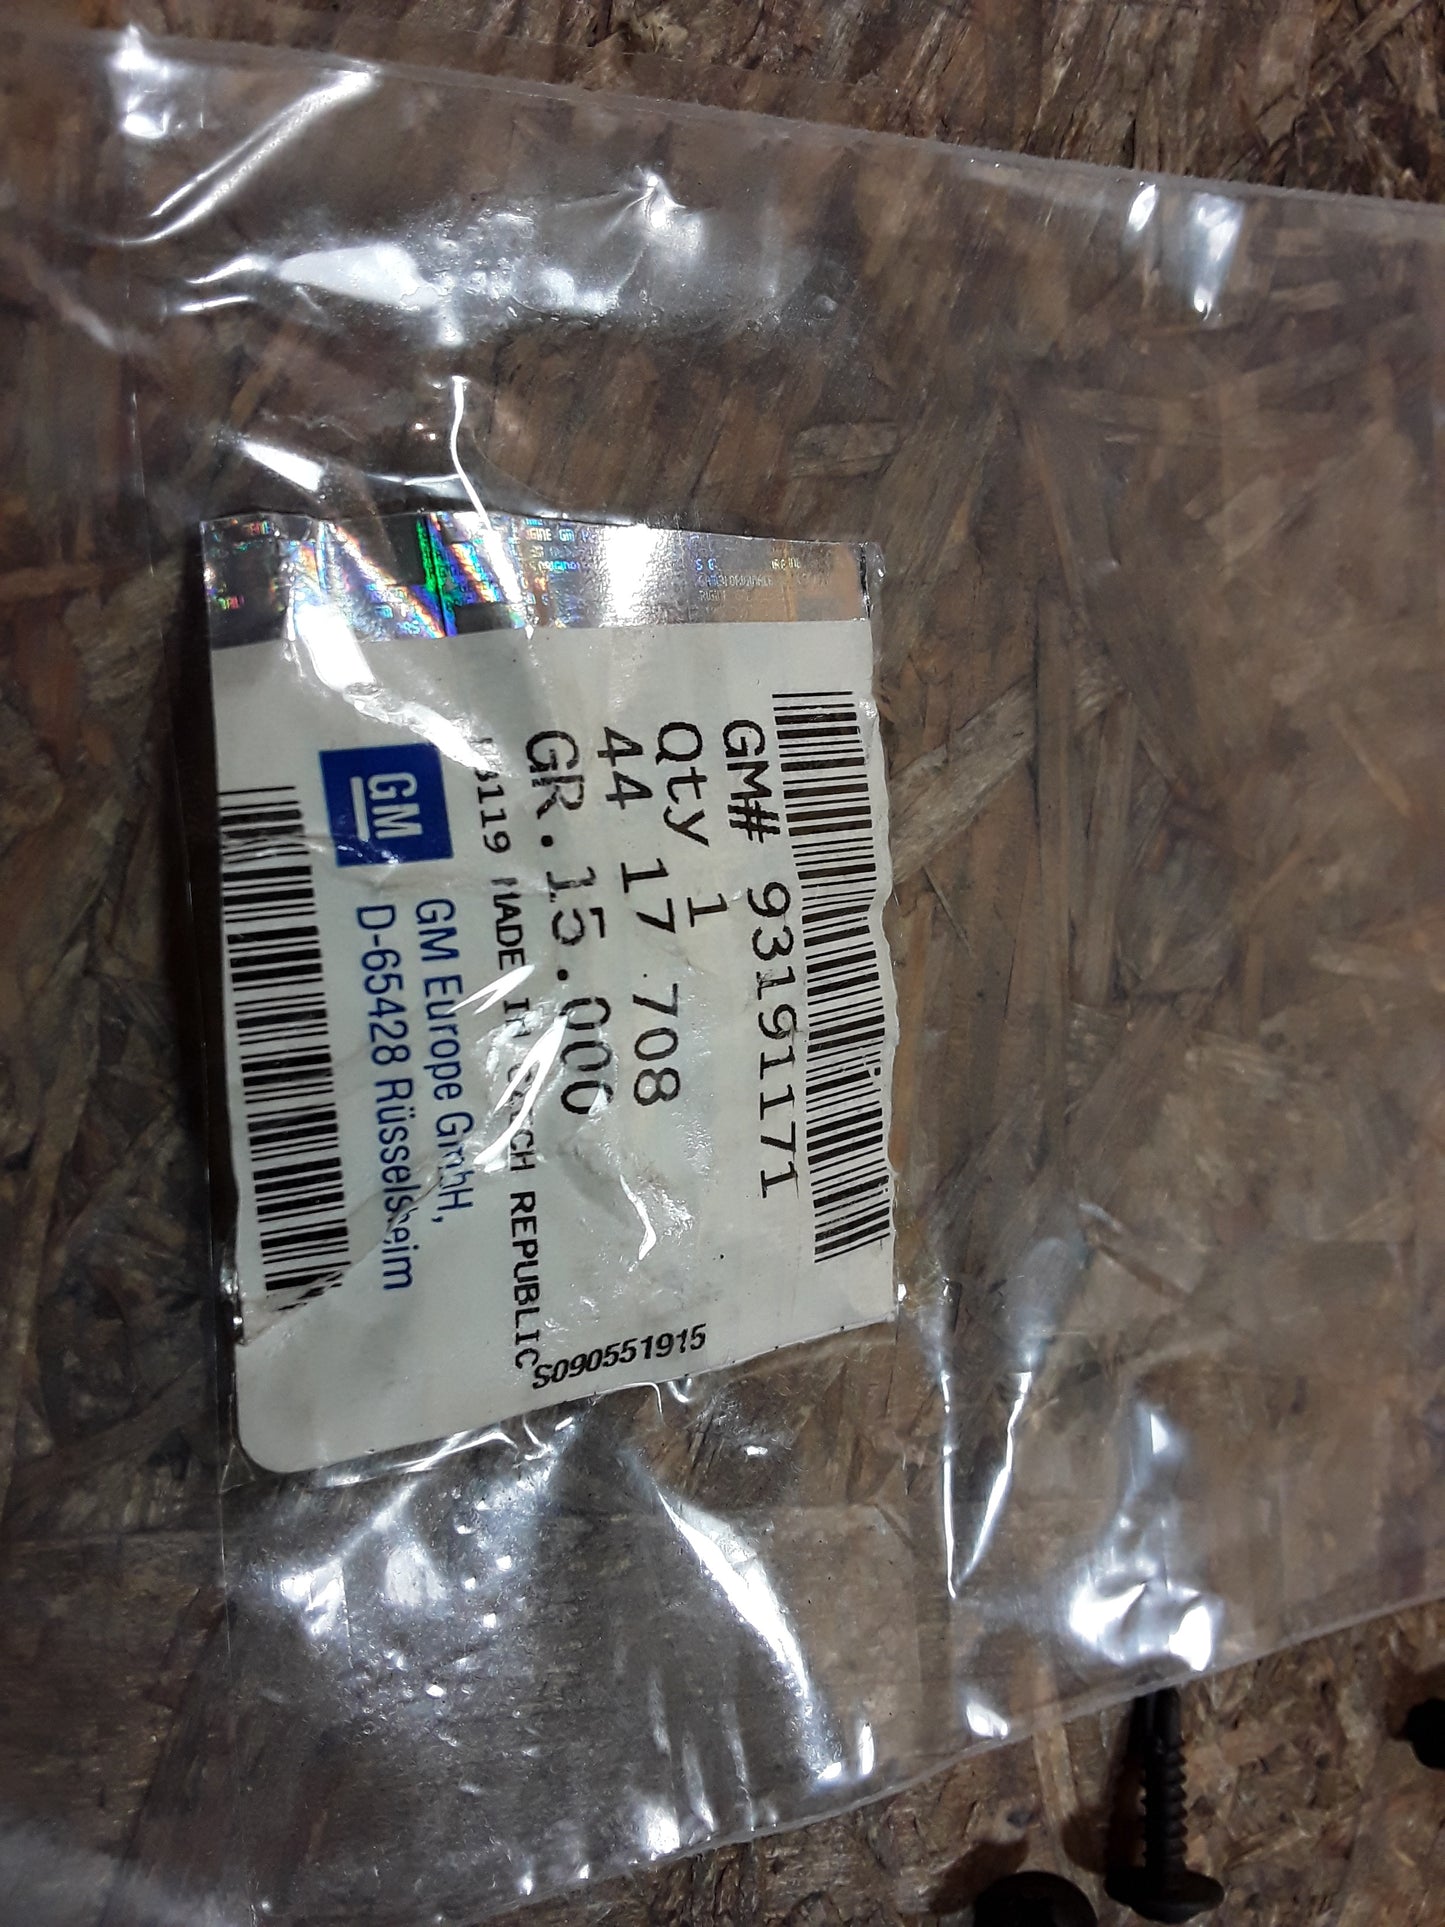 GM# 93191171
Qty 1
44 17 708
GR.15.000
MADE IN CZECH REPUBLIC
S090551915
GM
GM Europe GmbH,
D-65428 Rüsselsheim